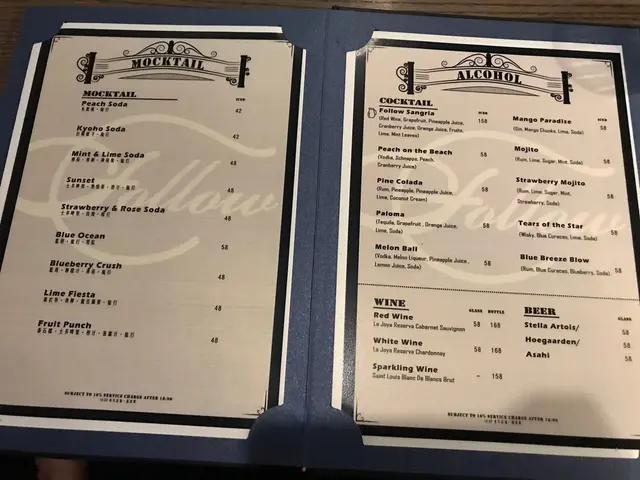 MOCKTAIL
MOCKTAIL
Peach Soda 42
Kyoho Soda 42
Mint & Lime Soda 48
Sunset 48
Strawberry & Rose Soda 48
Blue Ocean 58
Blueberry Crush 48
Lime Fiesta 48
Fruit Punch 48
SUBJECT TO 10% SERVICE CHARGE AFTER 18:00
Follow
ALCOHOL
COCKTAIL
Follow Sangria 158
(Red Wine, Grapefruit, Pineapple Juice,
Cranberry Juice, Orange Juice, Fruits,
Lime, Mint Leaves)
Peach on the Beach 58
(Vodka, Schnapps, Peach,
Cranberry Juice)
Pine Colada 58
(Rum, Pineapple, Pineapple Juice,
Lime, Coconut Cream)
Paloma 58
(Tequila, Grapefruit, Orange Juice,
Lime, Soda)
Melon Ball 58
(Vodka, Melon Liqueur, Pineapple Juice,
Lemon Juice, Soda)
Mango Paradise 58
(Gin, Mango Chunks, Lime, Soda)
Mojito 58
(Rum, Lime, Sugar, Mint, Soda)
Strawberry Mojito 58
(Rum, Lime, Sugar, Mint,
Strawberry, Soda)
Tears of the Star 58
(Wisky, Blue Curacao, Lime, Soda)
Blue Breeze Blow 58
(Rum, Blue Curacao, Blueberry, Soda)
Follow
WINE GLASS BOTTLE
Red Wine 58 168
La Joya Reserva Cabernet Sauvignon
White Wine 58 168
La Joya Reserva Chardonnay
Sparkling Wine - 158
Saint Louis Blanc De Blancs Brut
BEER GLASS
Stella Artois/ 58
Hoegaarden/ 58
Asahi 58
SUBJECT TO 10% SERVICE CHARGE AFTER 18:00